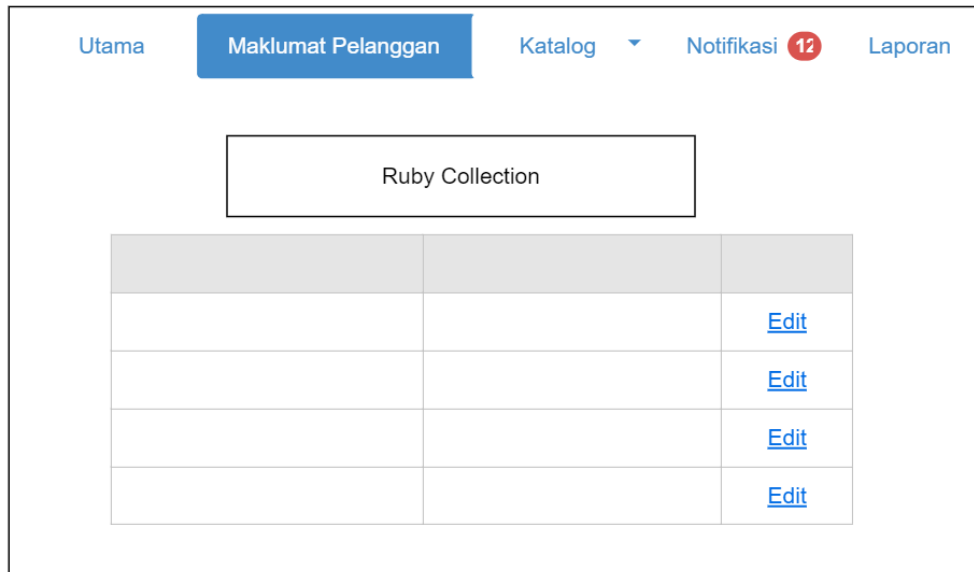 Utama Maklumat Pelanggan Katalog Notifikasi 12 Laporan
Ruby Collection
Edit
Edit
Edit
Edit